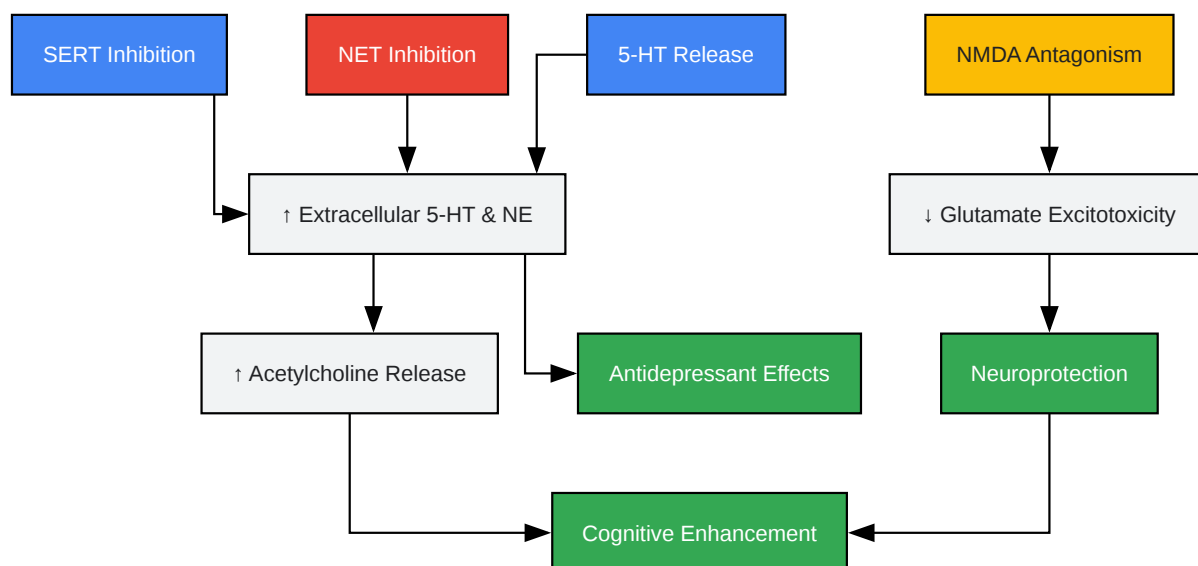 SERT Inhibition
NET Inhibition
5-HT Release
NMDA Antagonism
↑ Extracellular 5-HT & NE
↓ Glutamate Excitotoxicity
↑ Acetylcholine Release
Antidepressant Effects
Neuroprotection
Cognitive Enhancement